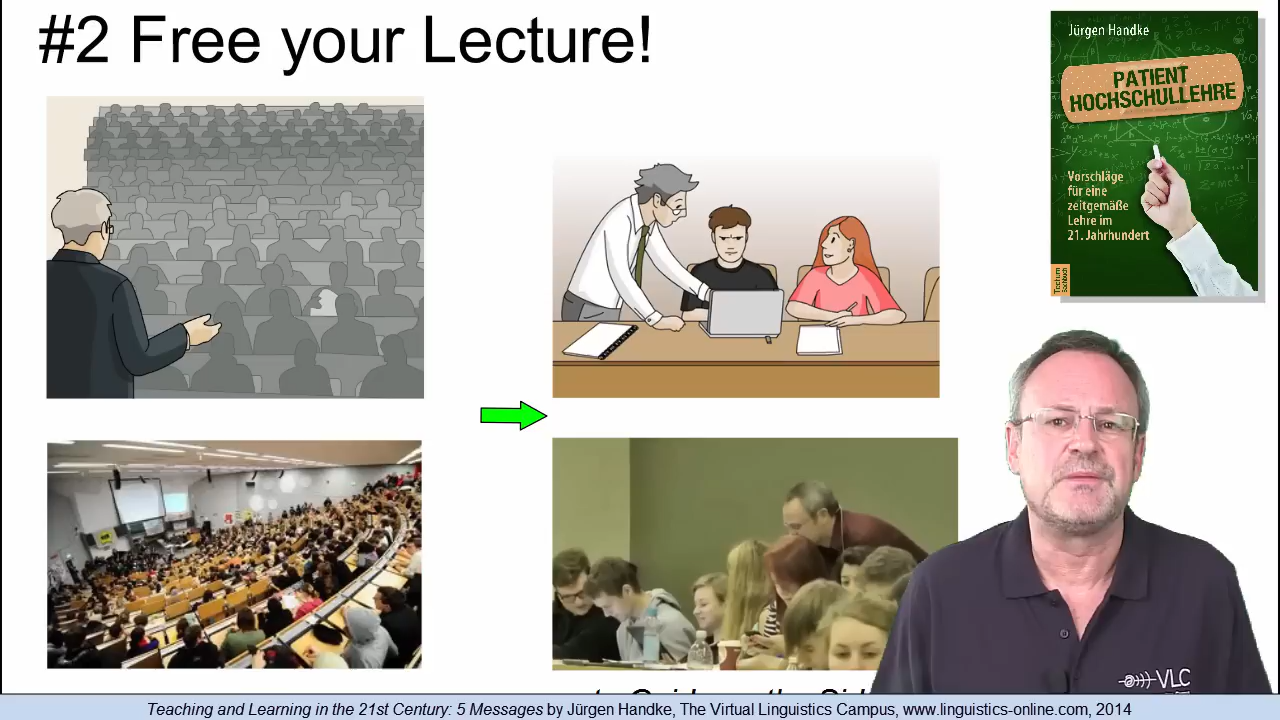 #2 Free your Lecture!
Jürgen Handke
PATIENT
HOCHSCHULLEHRE
Vorschläge
für eine
zeitgemäße
Lehre im
21. Jahrhundert
Tectum
VLC
Teaching and Learning in the 21st Century: 5 Messages by Jürgen Handke, The Virtual Linguistics Campus, www.linguistics-online.com, 2014